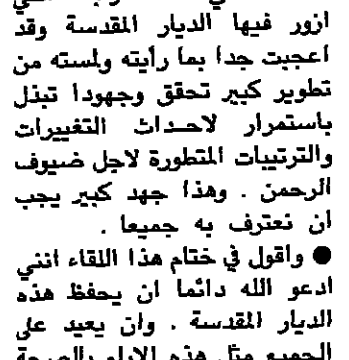 ازور فيها الديار المقدسة وقد
اعجبت جدا بما رأيته ولمسته من
تطوير كبير تحقق وجهودا تبذل
باستمرار لاحداث التغييرات
والترتيبات المتطورة لاجل ضيوف
الرحمن . وهذا جهد كبير يجب
ان نعترف به جميعا .
● واقول في ختام هذا اللقاء انني
ادعو الله دائما ان يحفظ هذه
الديار المقدسة . وان يعيد على
الجميع مثل هذه الايام بالصحة